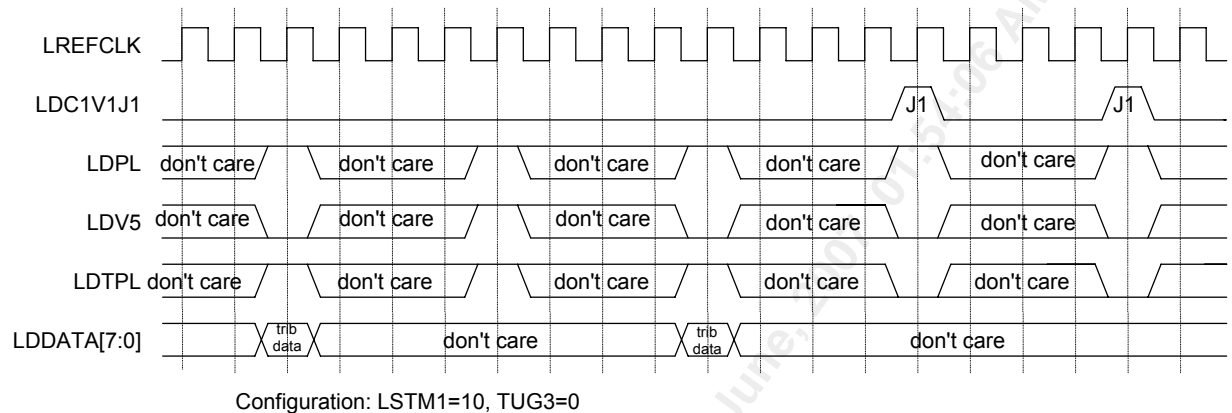 LREFCLK
LDC1V1J1 J1 J1
LDPL don't care don't care don't care don't care don't care
LDV5 don't care don't care don't care don't care don't care
LDTPL don't care don't care don't care don't care don't care
LDDATA[7:0] trib data don't care trib data don't care
Configuration: LSTM1=10, TUG3=0